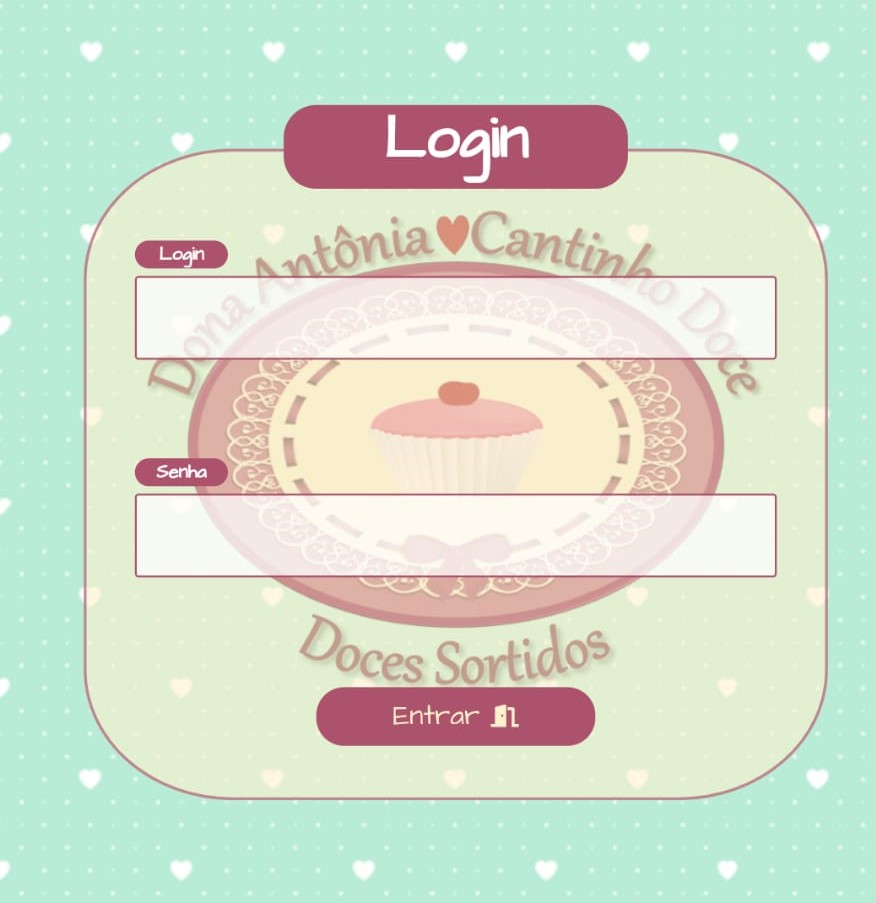 Login
Dona Antônia Cantinho Doce
Login
Senha
Doces Sortidos
Entrar